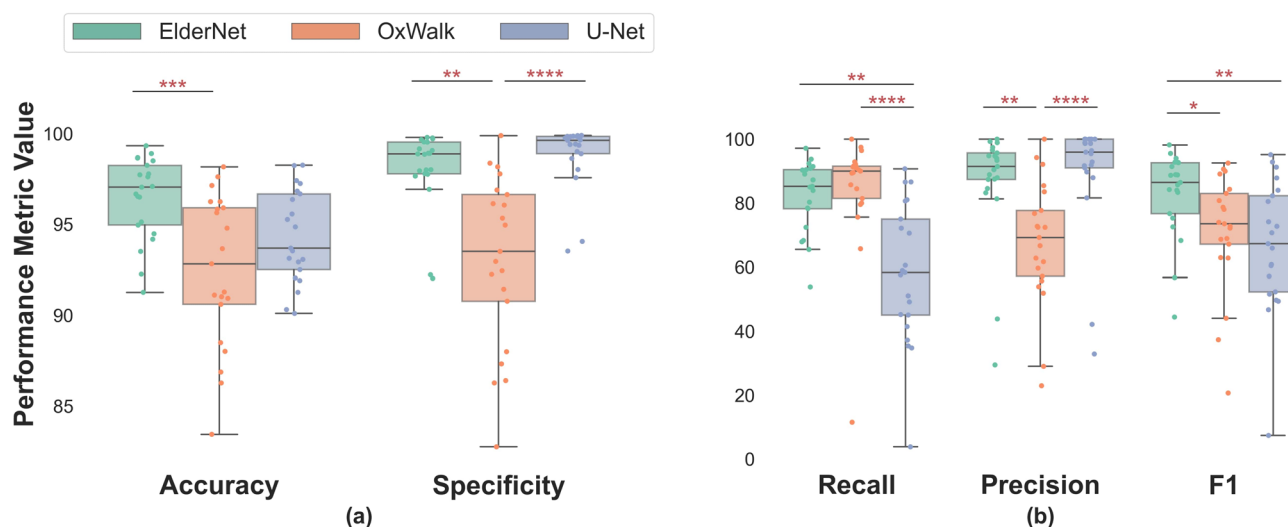 ElderNet OxWalk U-Net
*** ** ****
** **** ** **** ** *
Performance Metric Value
100
95
90
85
100
80
60
40
20
0
Accuracy Specificity
Recall Precision F1
(a) (b)